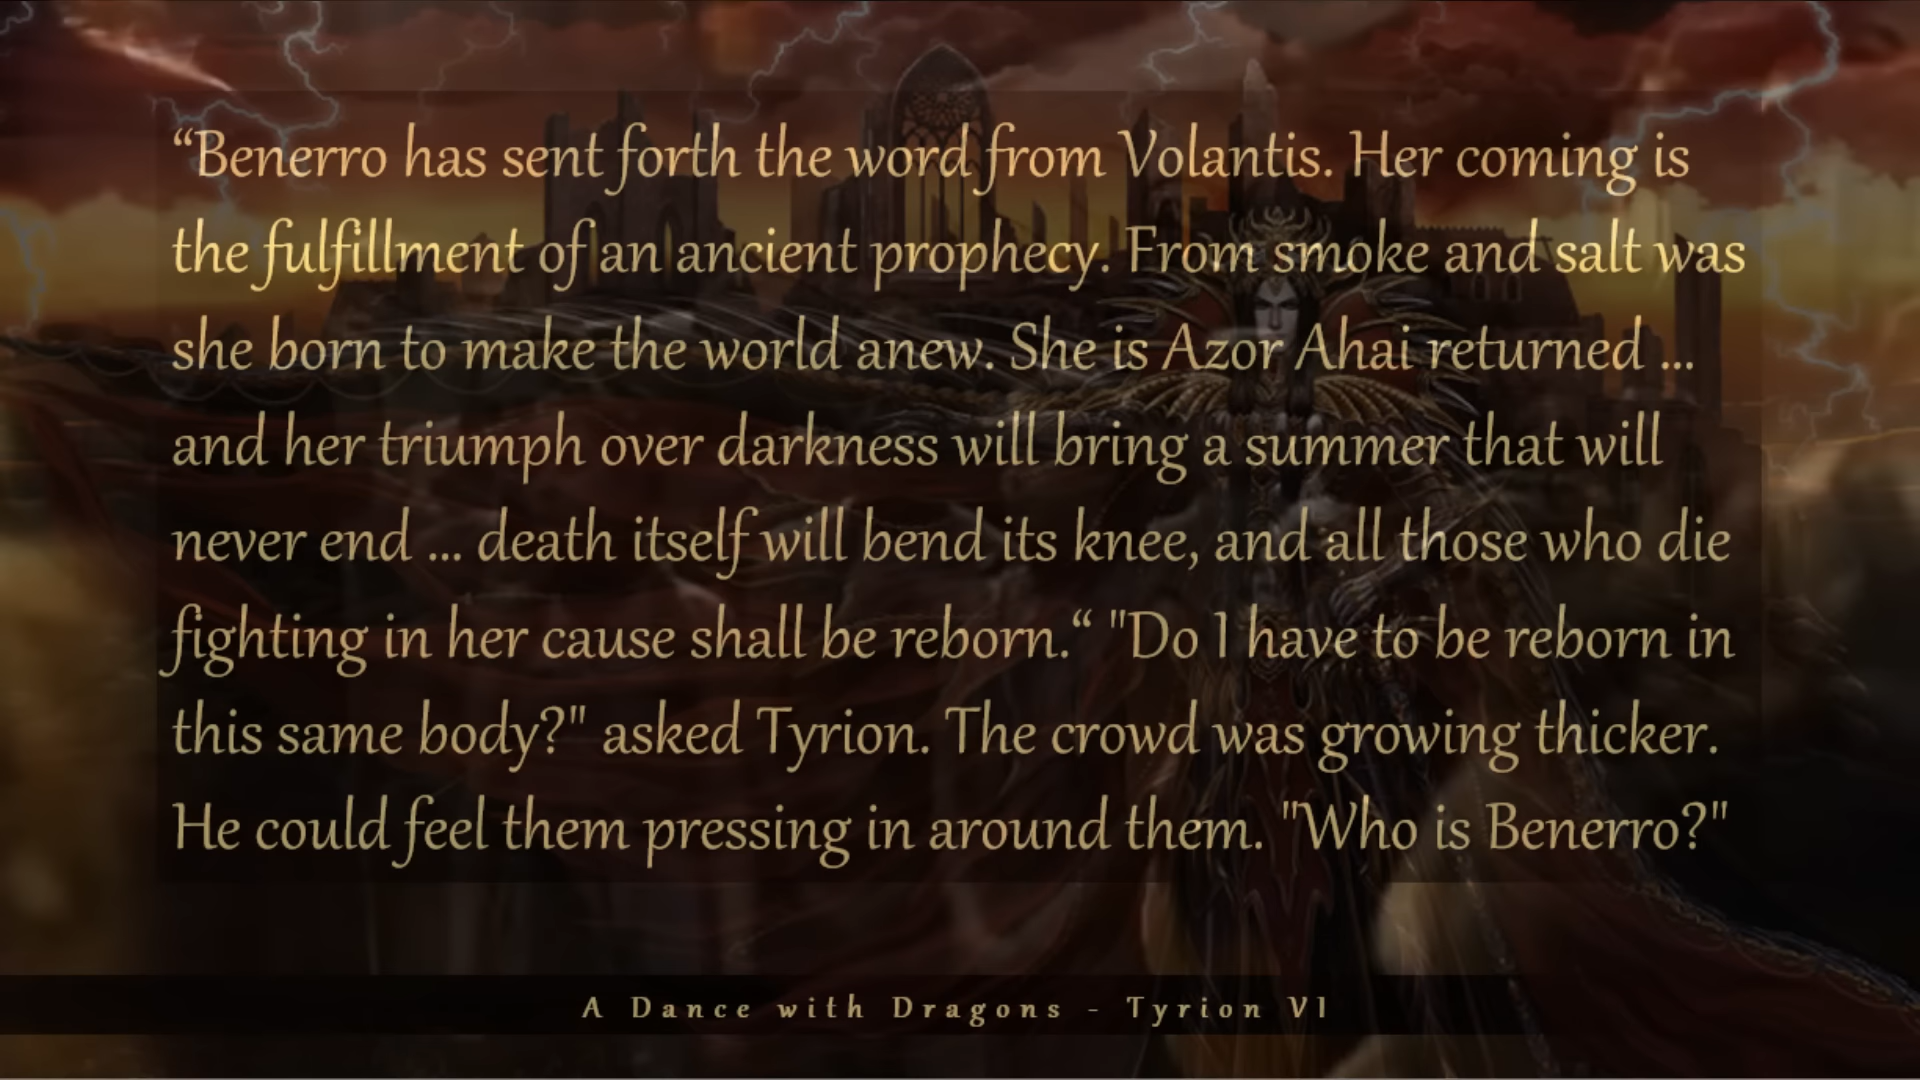 “Benerro has sent forth the word from Volantis. Her coming is
the fulfillment of an ancient prophecy. From smoke and salt was
she born to make the world anew. She is Azor Ahai returned ...
and her triumph over darkness will bring a summer that will
never end ... death itself will bend its knee, and all those who die
fighting in her cause shall be reborn.“ "Do I have to be reborn in
this same body?" asked Tyrion. The crowd was growing thicker.
He could feel them pressing in around them. "Who is Benerro?"
A Dance with Dragons - Tyrion VI